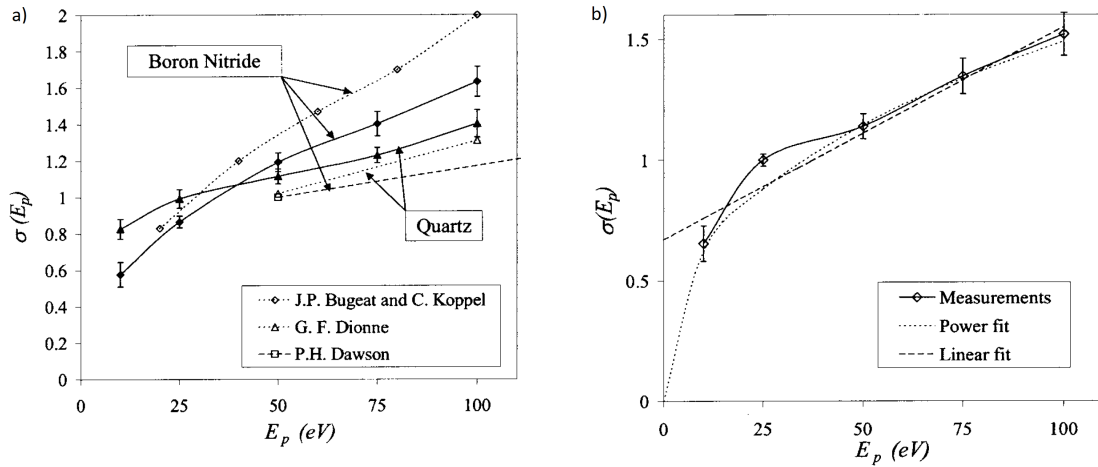 a)
2
1.8
1.6
1.4
1.2
1
0.8
0.6
0.4
0.2
0
σ(Ep)
Boron Nitride
Quartz
J.P. Bugeat and C. Koppel
G. F. Dionne
P.H. Dawson
0 25 50 75 100
Ep (eV)
b)
1.5
1
0.5
0
σ(Ep)
Measurements
Power fit
Linear fit
0 25 50 75 100
Ep (eV)